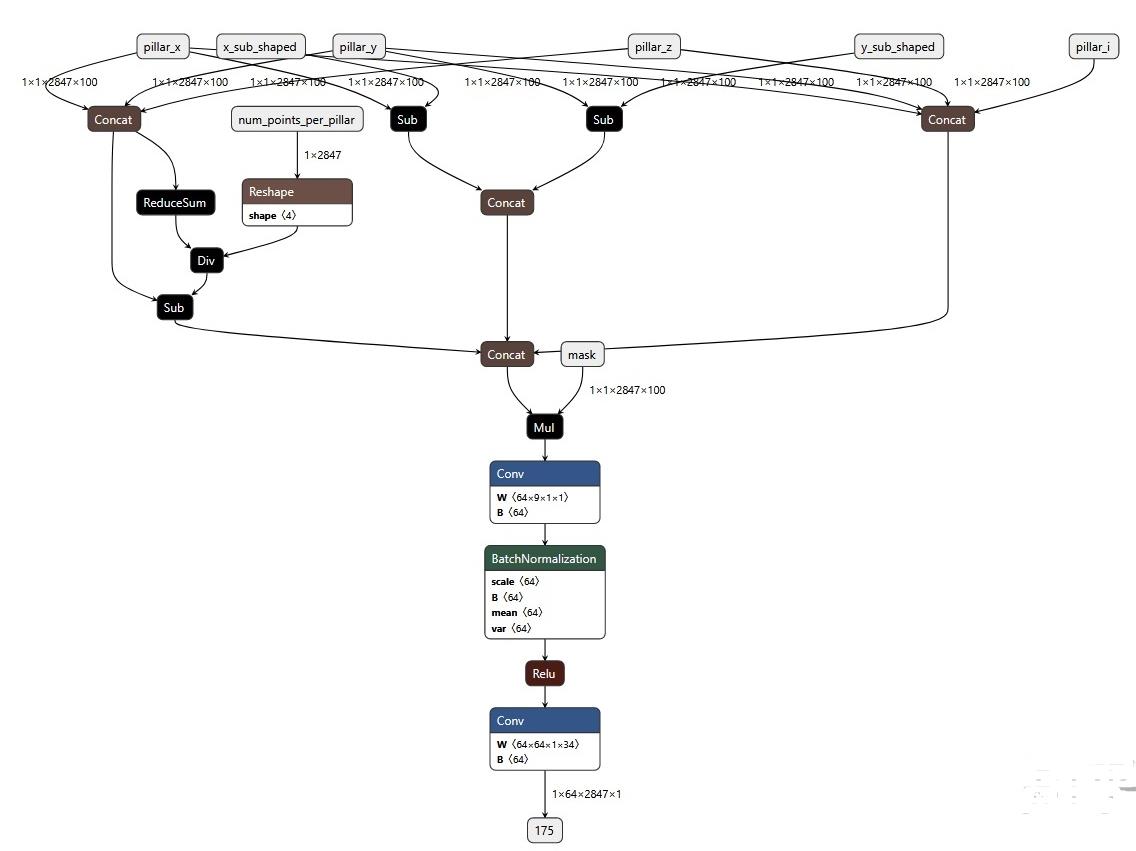 pillar_x
x_sub_shaped
pillar_y
pillar_z
y_sub_shaped
pillar_i
1×1×2847×100
1×1×2847×100
1×1×2847×100
1×1×2847×100
1×1×2847×100
1×1×2847×100
1×1×2847×100
1×1×2847×100
1×1×2847×100
1×1×2847×100
Concat
num_points_per_pillar
Sub
Sub
Concat
1×2847
Reshape
shape 〈4〉
ReduceSum
Concat
Div
Sub
Concat
mask
1×1×2847×100
Mul
Conv
W 〈64×9×1×1〉
B 〈64〉
BatchNormalization
scale 〈64〉
B 〈64〉
mean 〈64〉
var 〈64〉
Relu
Conv
W 〈64×64×1×34〉
B 〈64〉
1×64×2847×1
175